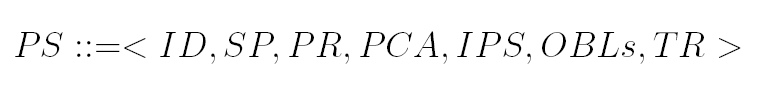 PS ::=< ID, SP, PR, PCA, IPS, OBLs, TR >